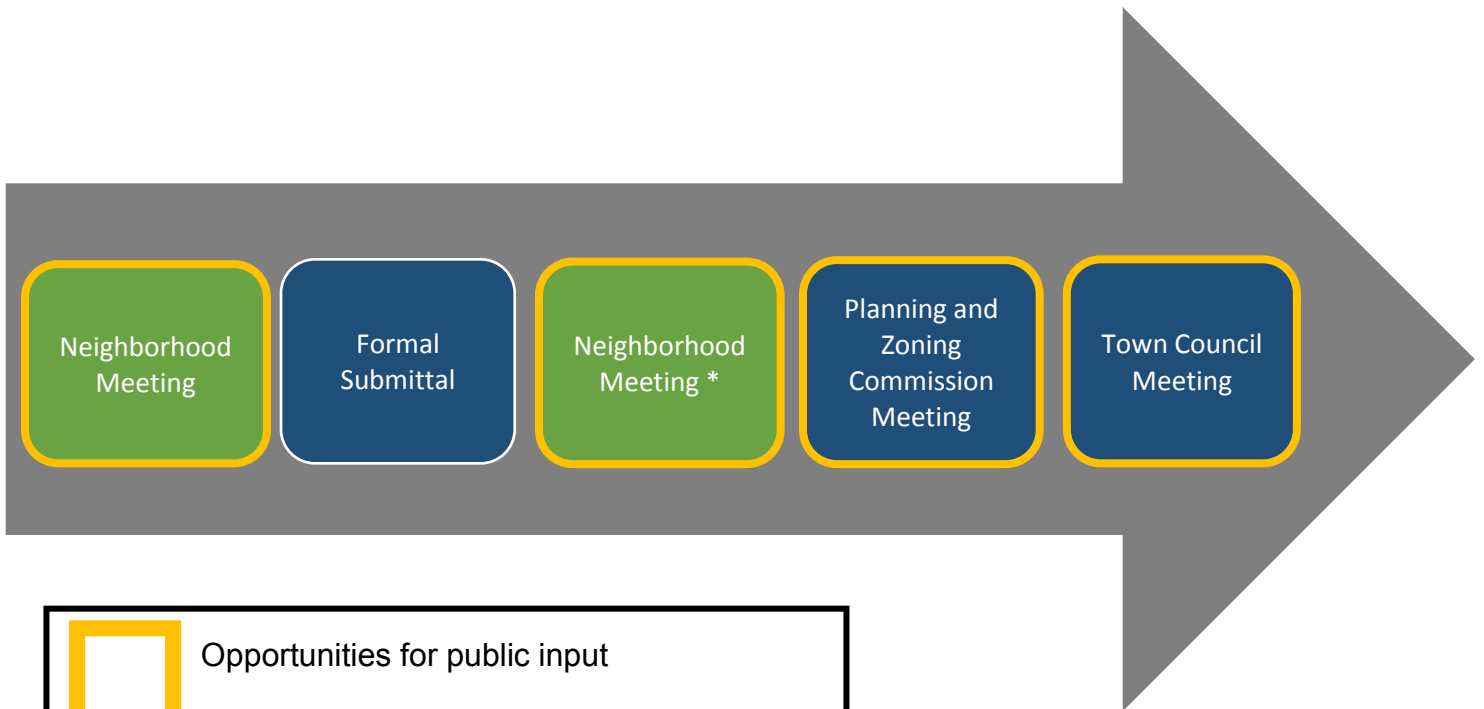 Neighborhood
Meeting
Formal
Submittal
Neighborhood
Meeting *
Planning and
Zoning
Commission
Meeting
Town Council
Meeting
Opportunities for public input